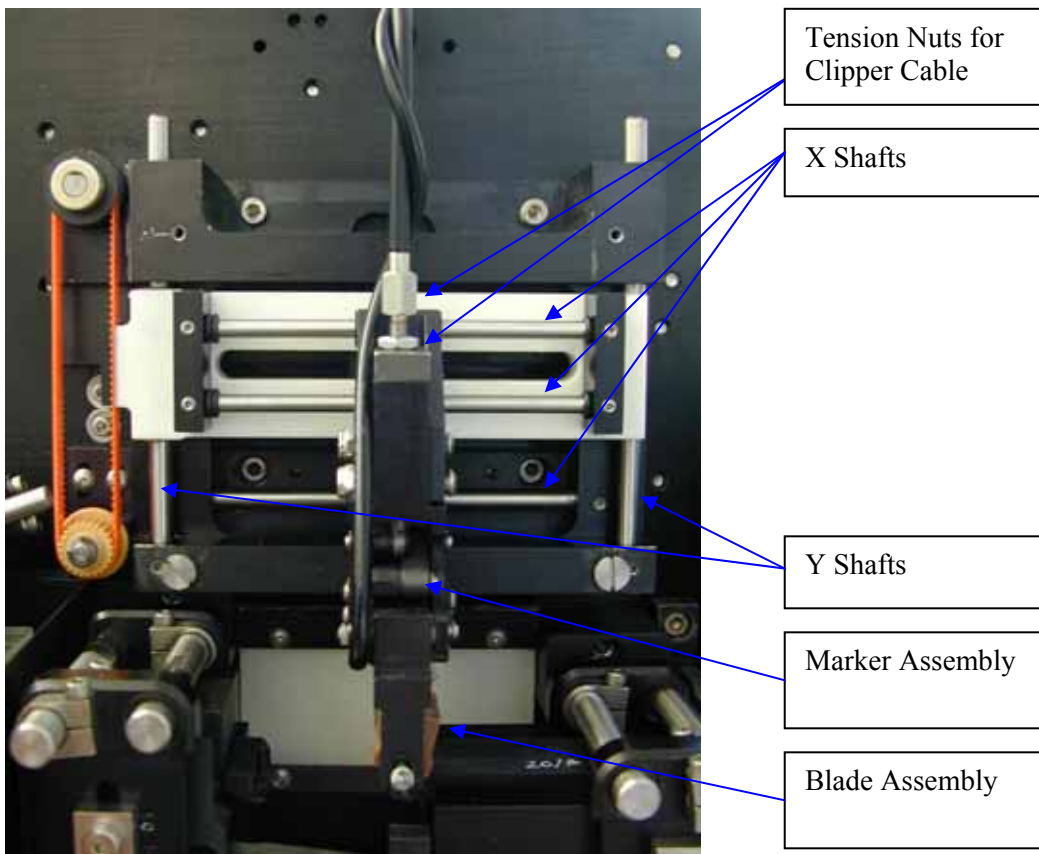 Tension Nuts for
Clipper Cable
X Shafts
Y Shafts
Marker Assembly
Blade Assembly